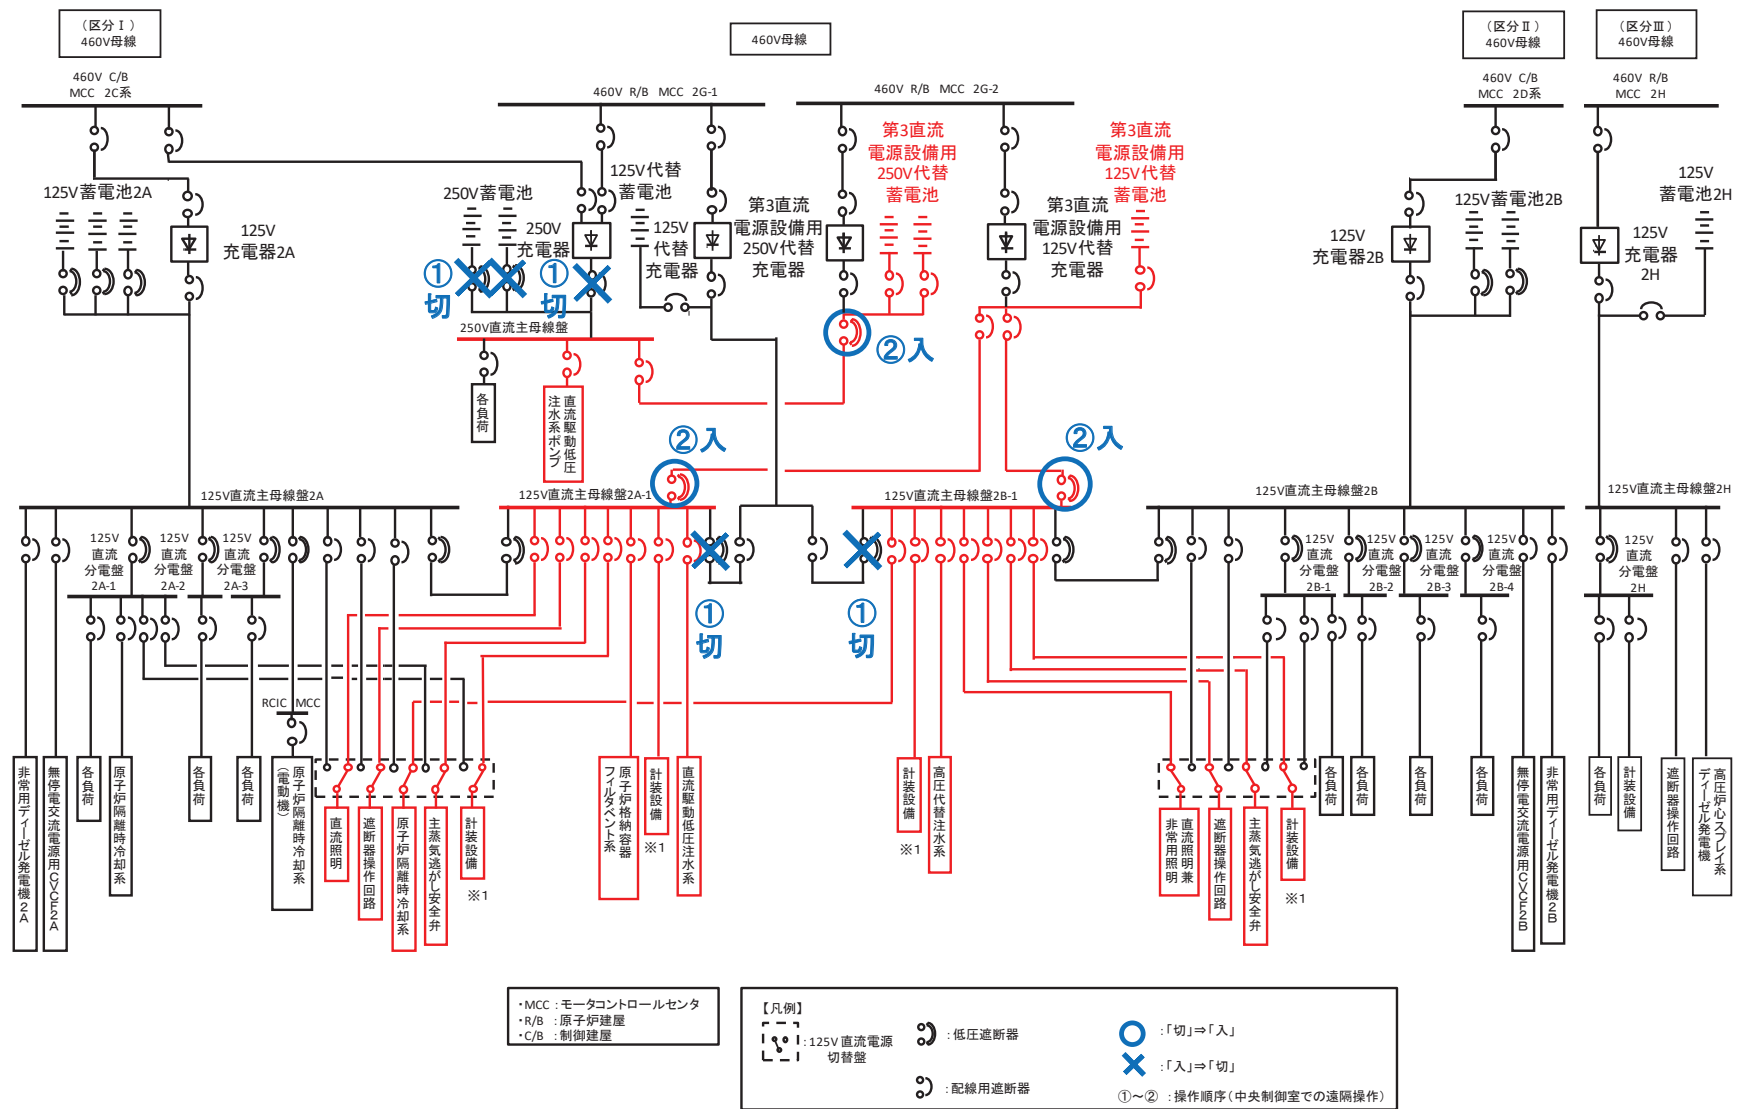 （区分Ⅰ）
460V母線
460V母線
（区分Ⅱ）
460V母線
（区分Ⅲ）
460V母線
460V C/B
MCC 2C系
460V R/B MCC 2G-1
460V R/B MCC 2G-2
460V C/B
MCC 2D系
460V R/B
MCC 2H
125V蓄電池2A
125V
充電器2A
250V蓄電池
250V
充電器
125V代替
蓄電池
125V
代替
充電器
第3直流
電源設備用
250V代替
充電器
第3直流
電源設備用
250V代替
蓄電池
第3直流
電源設備用
125V代替
充電器
第3直流
電源設備用
125V代替
蓄電池
125V
充電器2B
125V蓄電池2B
125V
充電器
2H
125V
蓄電池2H
①
切
①
切
②入
250V直流主母線盤
各負荷
直流駆動低圧
注水系ポンプ
②入
②入
125V直流主母線盤2A
125V直流主母線盤2A-1
125V直流主母線盤2B-1
125V直流主母線盤2B
125V直流主母線盤2H
125V
直流
分電盤
2A-1
125V
直流
分電盤
2A-2
125V
直流
分電盤
2A-3
①
切
①
切
125V
直流
分電盤
2B-1
125V
直流
分電盤
2B-2
125V
直流
分電盤
2B-3
125V
直流
分電盤
2B-4
125V
直流
分電盤
2H
RCIC MCC
非常用ディーゼル発電機2A
無停電交流電源用CVCF2A
各負荷
原子炉隔離時冷却系
各負荷
各負荷
原子炉隔離時冷却系
（電動機）
直流照明
遮断器操作回路
原子炉隔離時冷却系
主蒸気逃がし安全弁
計装設備
※1
原子炉格納容器
フィルタベント系
計装設備
※1
直流駆動低圧注水系
計装設備
※1
高圧代替注水系
直流照明兼
非常用照明
遮断器操作回路
主蒸気逃がし安全弁
計装設備
※1
各負荷
各負荷
各負荷
各負荷
無停電交流電源用CVCF2B
非常用ディーゼル発電機2B
各負荷
計装設備
遮断器操作回路
高圧炉心スプレイ系
ディーゼル発電機
・MCC：モータコントロールセンタ
・R/B ：原子炉建屋
・C/B ：制御建屋
【凡例】
：125V直流電源
切替盤
：低圧遮断器
：配線用遮断器
：「切」⇒「入」
：「入」⇒「切」
①～② ：操作順序（中央制御室での遠隔操作）